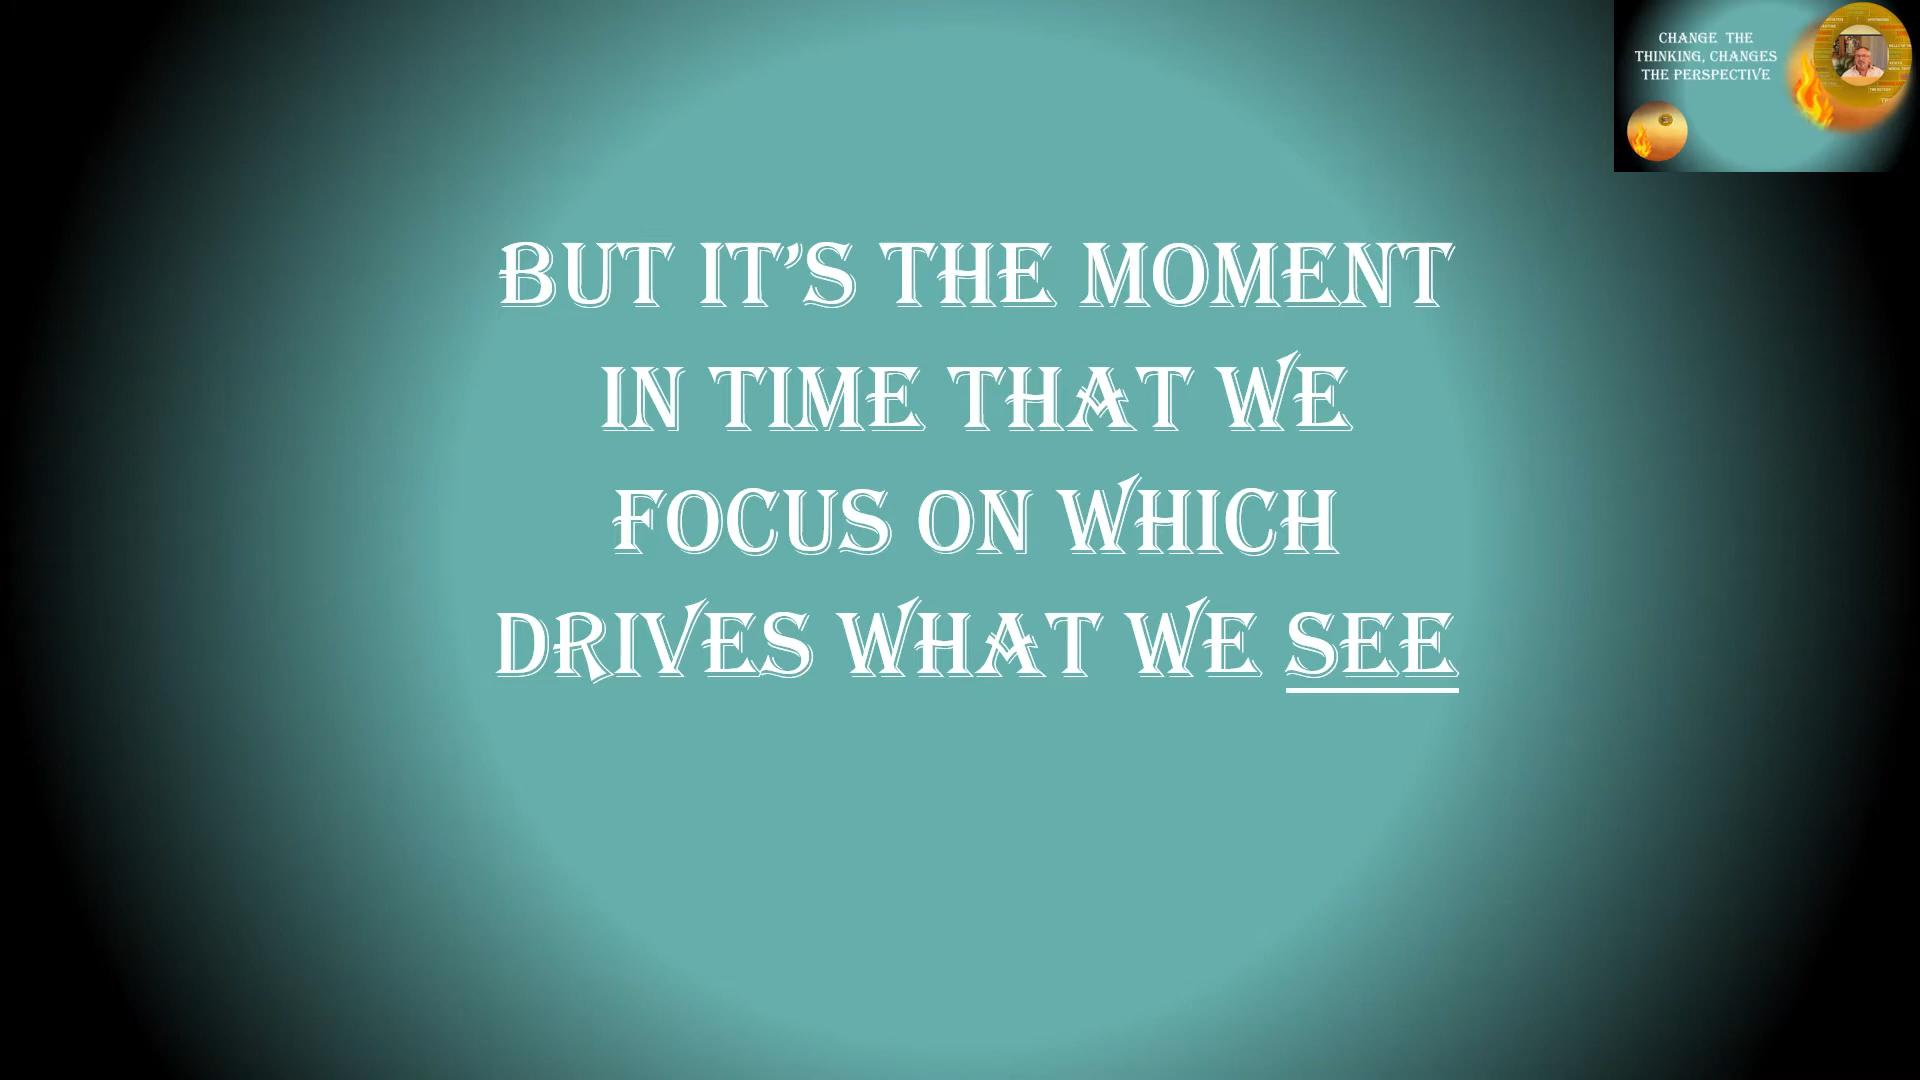 BUT IT'S THE MOMENT
IN TIME THAT WE
FOCUS ON WHICH
DRIVES WHAT WE SEE
CHANGE THE
THINKING, CHANGES
THE PERSPECTIVE